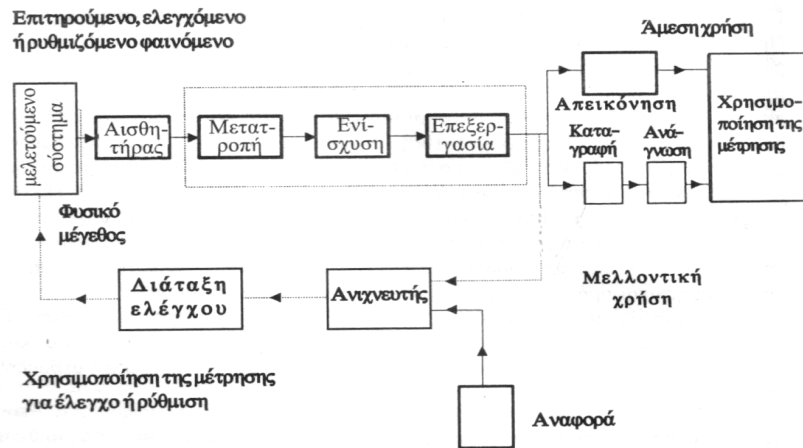 Επιτηρούμενο, ελεγχόμενο
ή ρυθμιζόμενο φαινόμενο
Άμεση χρήση
μελετούμενο
σύστημα
Αισθη-
τήρας
Μετατ-
ροπή
Ενί-
σχυση
Επεξερ-
γασία
Απεικόνηση
Κατα-
γραφή
Ανά-
γνωση
Χρησιμο-
ποίηση της
μέτρησης
Φυσικό
μέγεθος
Διάταξη
ελέγχου
Ανιχνευτής
Μελλοντική
χρήση
Χρησιμοποίηση της μέτρησης
για έλεγχο ή ρύθμιση
Αναφορά